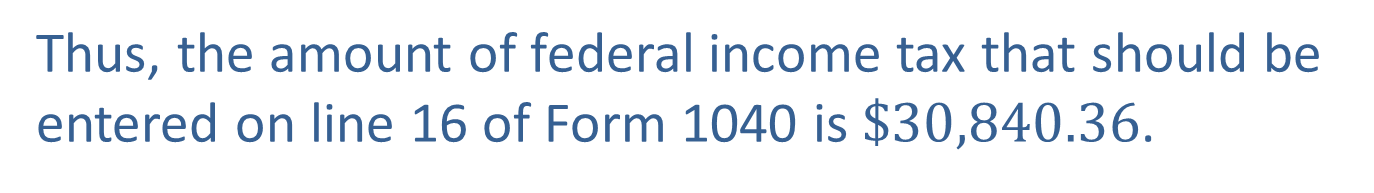 Thus, the amount of federal income tax that should be
entered on line 16 of Form 1040 is $30,840.36.